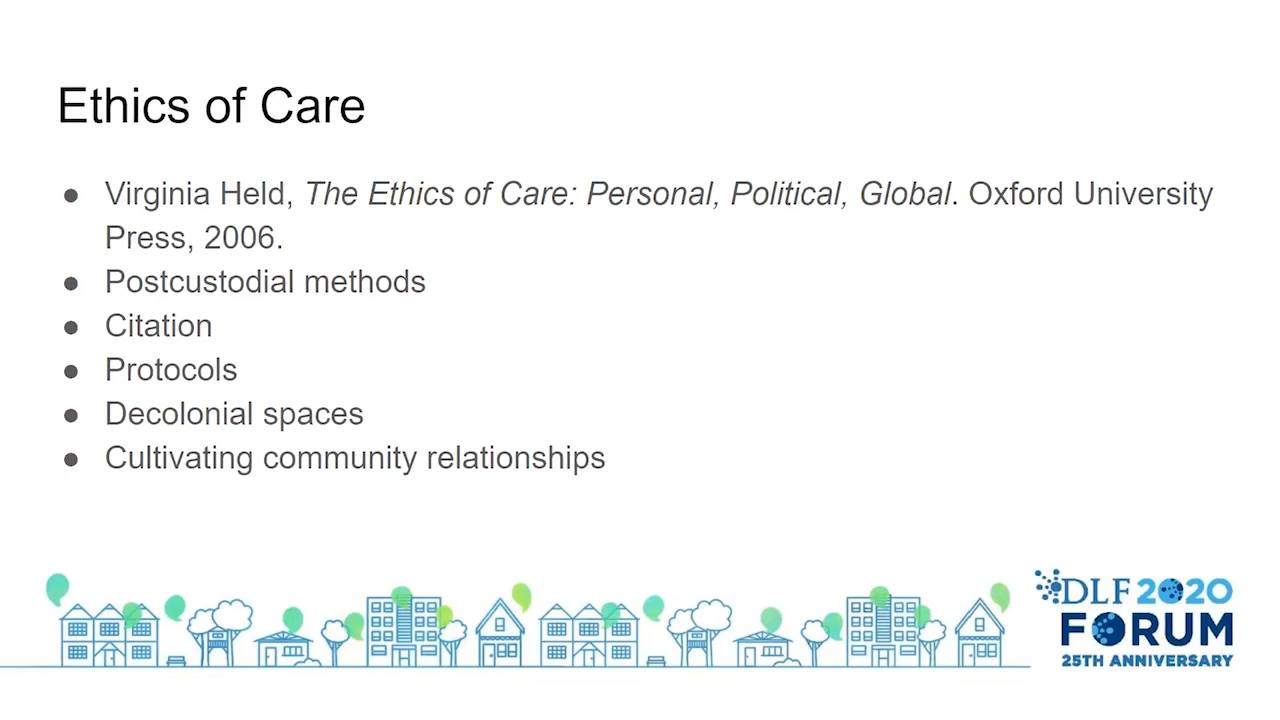 Ethics of Care
● Virginia Held, The Ethics of Care: Personal, Political, Global. Oxford University
Press, 2006.
● Postcustodial methods
● Citation
● Protocols
● Decolonial spaces
● Cultivating community relationships
DLF 2020
FORUM
25TH ANNIVERSARY